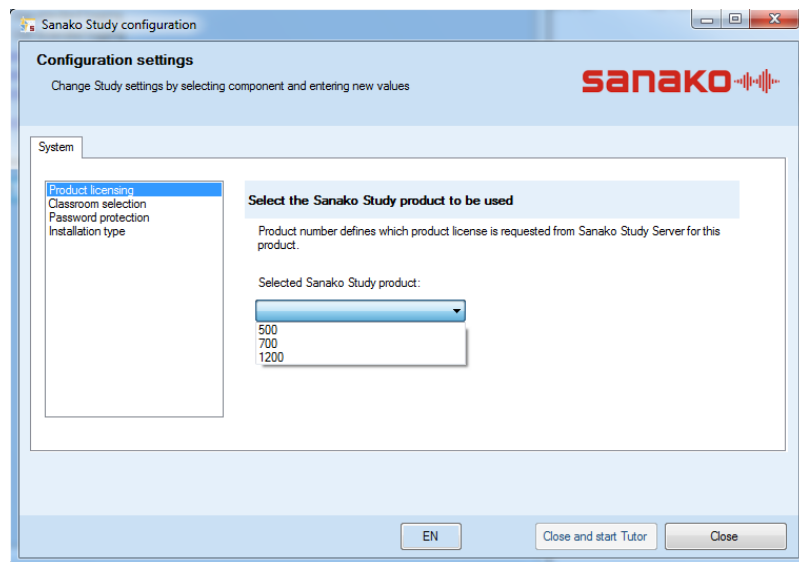 Sanako Study configuration
Configuration settings
Change Study settings by selecting component and entering new values
sanako
System
Product licensing
Classroom selection
Password protection
Installation type
Select the Sanako Study product to be used
Product number defines which product license is requested from Sanako Study Server for this
product.
Selected Sanako Study product:
500
700
1200
EN
Close and start Tutor
Close